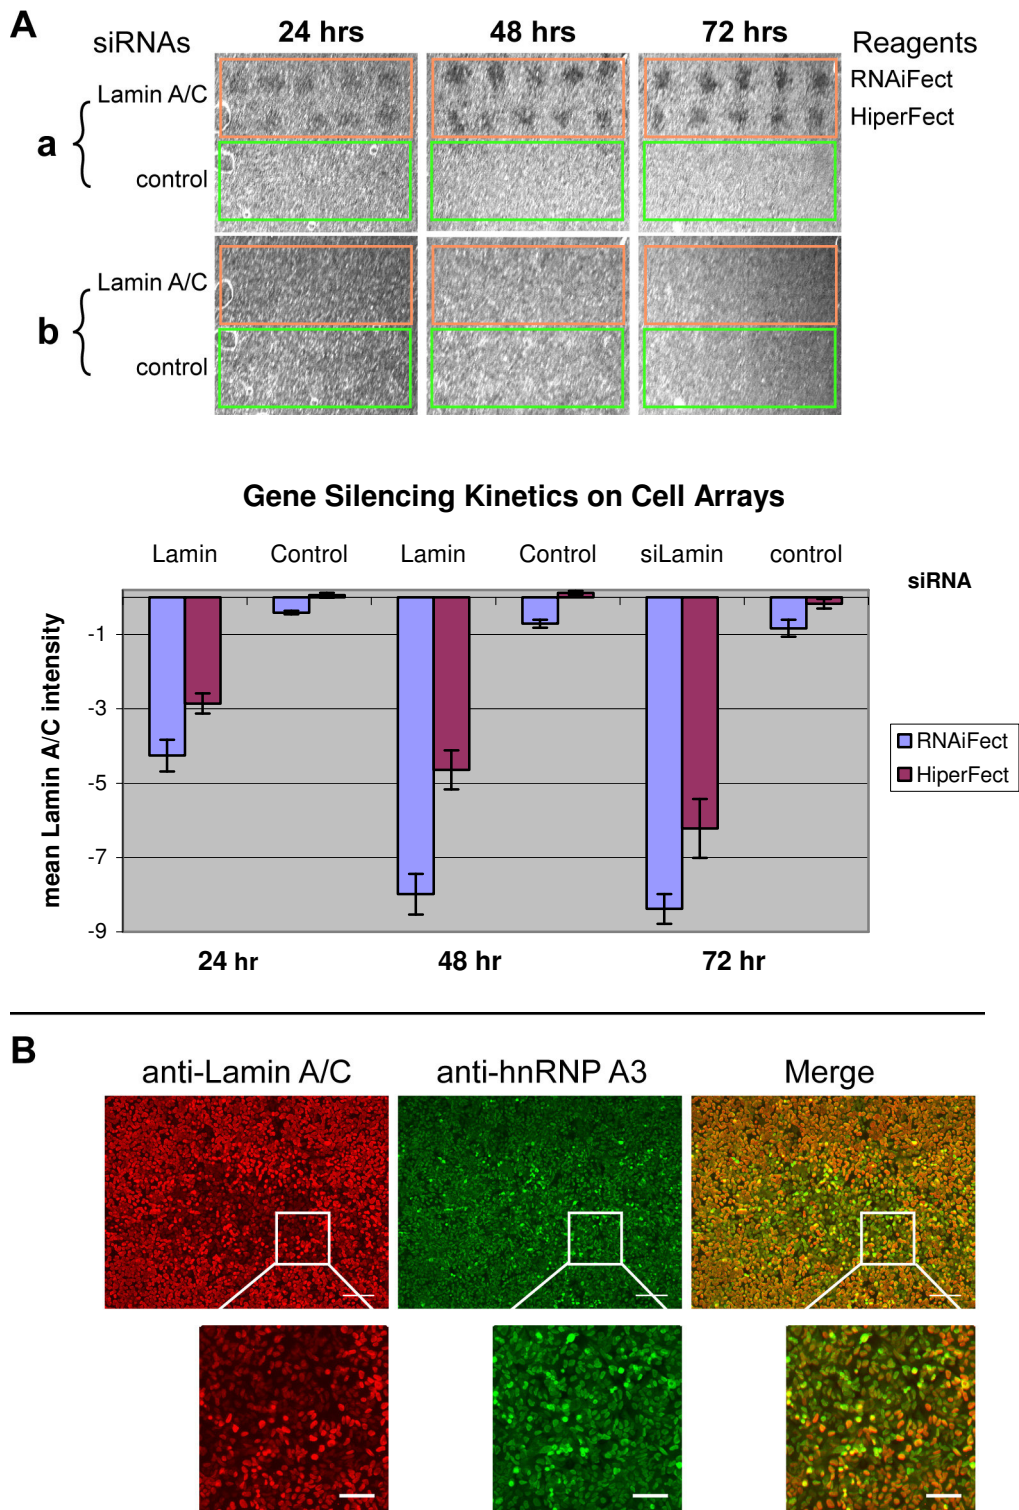 A
siRNAs
24 hrs
48 hrs
72 hrs
Reagents
Lamin A/C
RNAiFect
HiperFect
a
control
Lamin A/C
b
control
Gene Silencing Kinetics on Cell Arrays
Lamin
Control
Lamin
Control
siLamin
control
siRNA
mean Lamin A/C intensity
-1
-3
-5
-7
-9
RNAiFect
HiperFect
24 hr
48 hr
72 hr
B
anti-Lamin A/C
anti-hnRNP A3
Merge